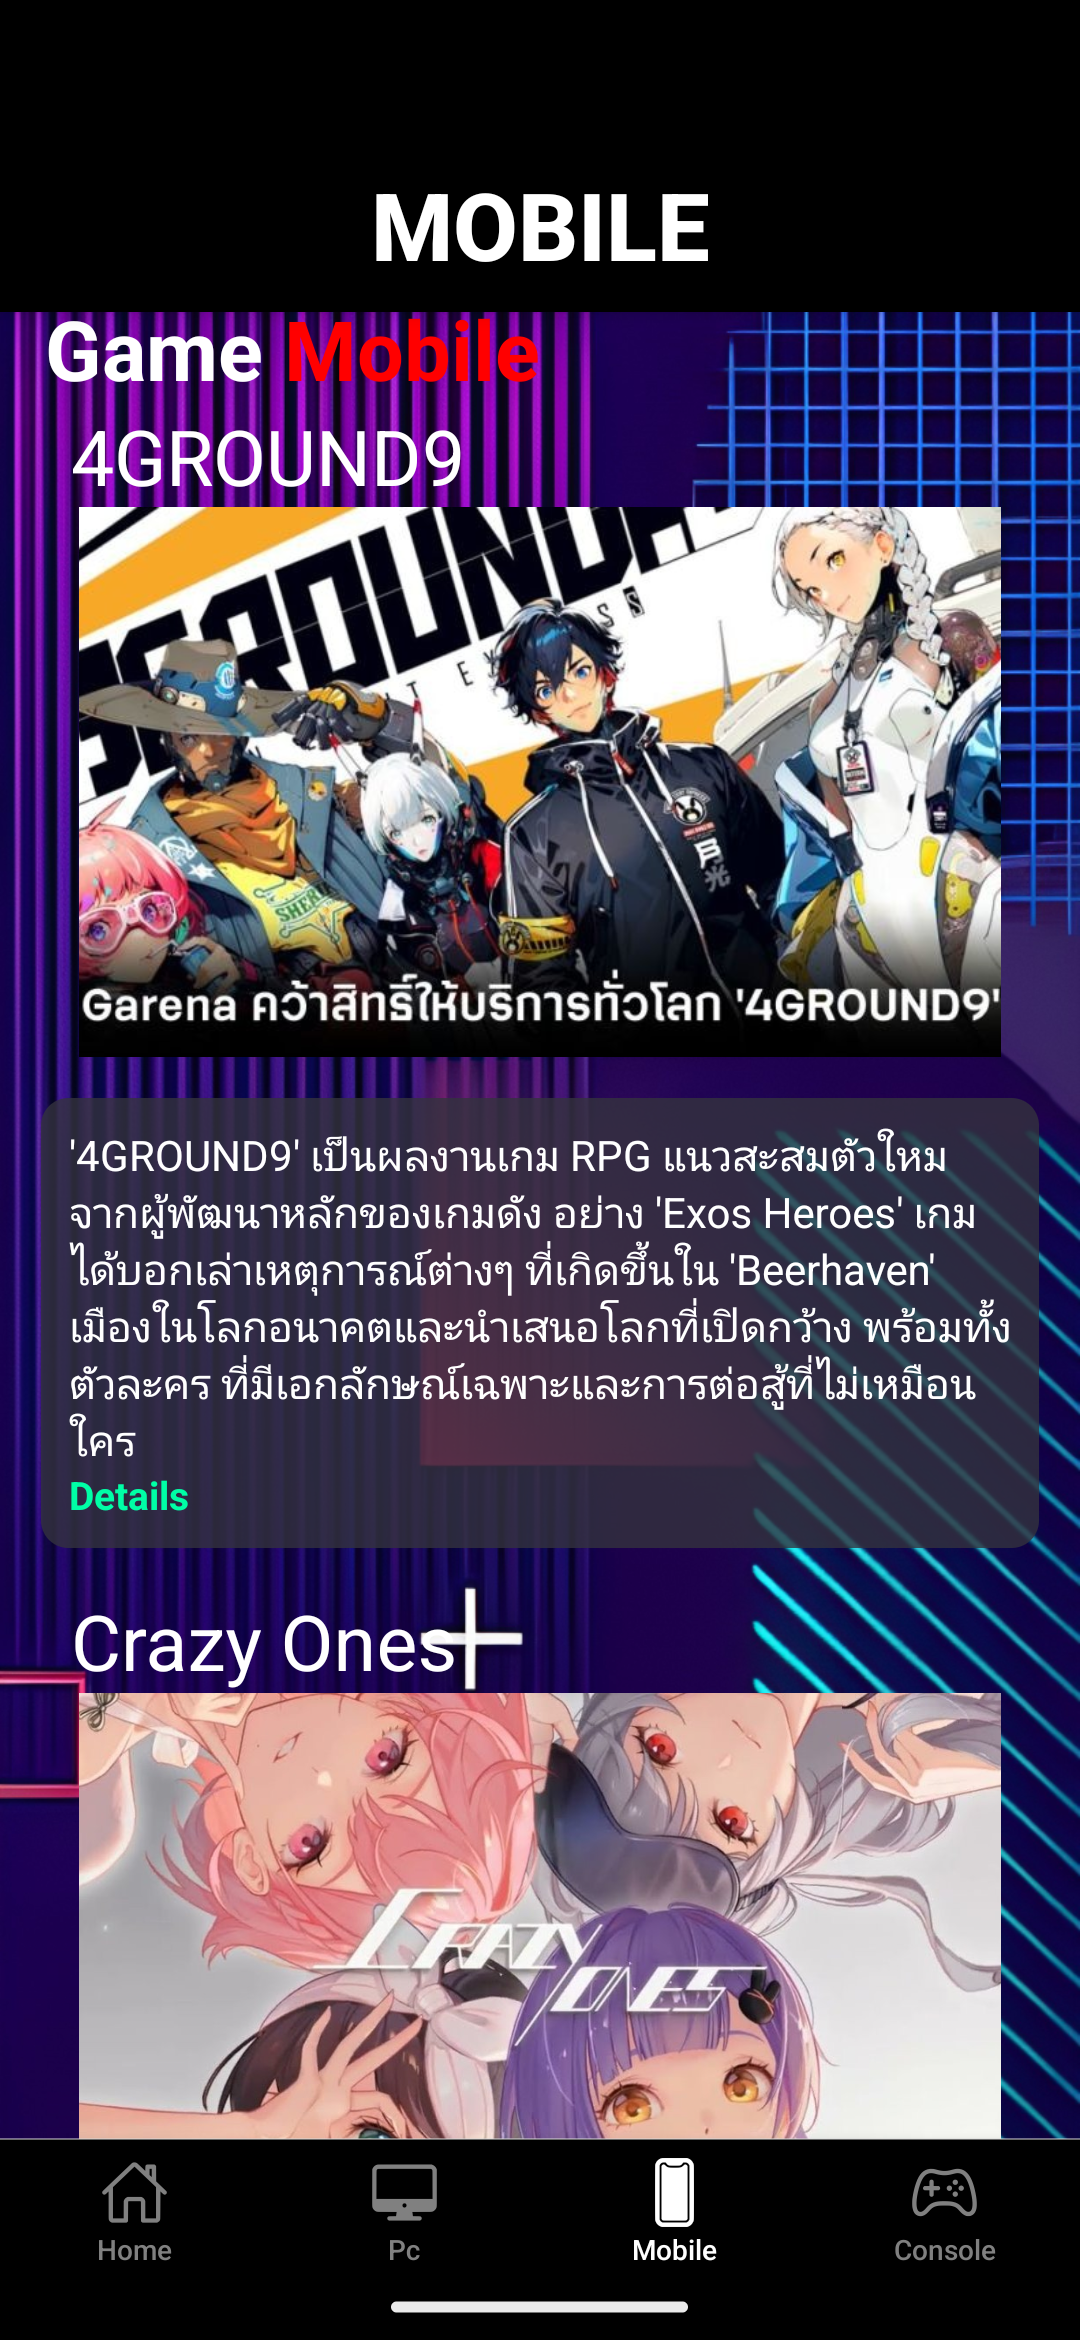 MOBILE
Game Mobile
4GROUND9
SHERI
月光
Garena คว้าสิทธิ์ให้บริการทั่วโลก '4GROUND9'
'4GROUND9' เป็นผลงานเกม RPG แนวสะสมตัวใหม
จากผู้พัฒนาหลักของเกมดัง อย่าง 'Exos Heroes' เกม
ได้บอกเล่าเหตุการณ์ต่างๆ ที่เกิดขึ้นใน 'Beerhaven'
เมืองในโลกอนาคตและนำเสนอโลกที่เปิดกว้าง พร้อมทั้ง
ตัวละคร ที่มีเอกลักษณ์เฉพาะและการต่อสู้ที่ไม่เหมือน
ใคร
Details
Crazy Ones
CRAZY
ONES
Home
Pc
Mobile
Console